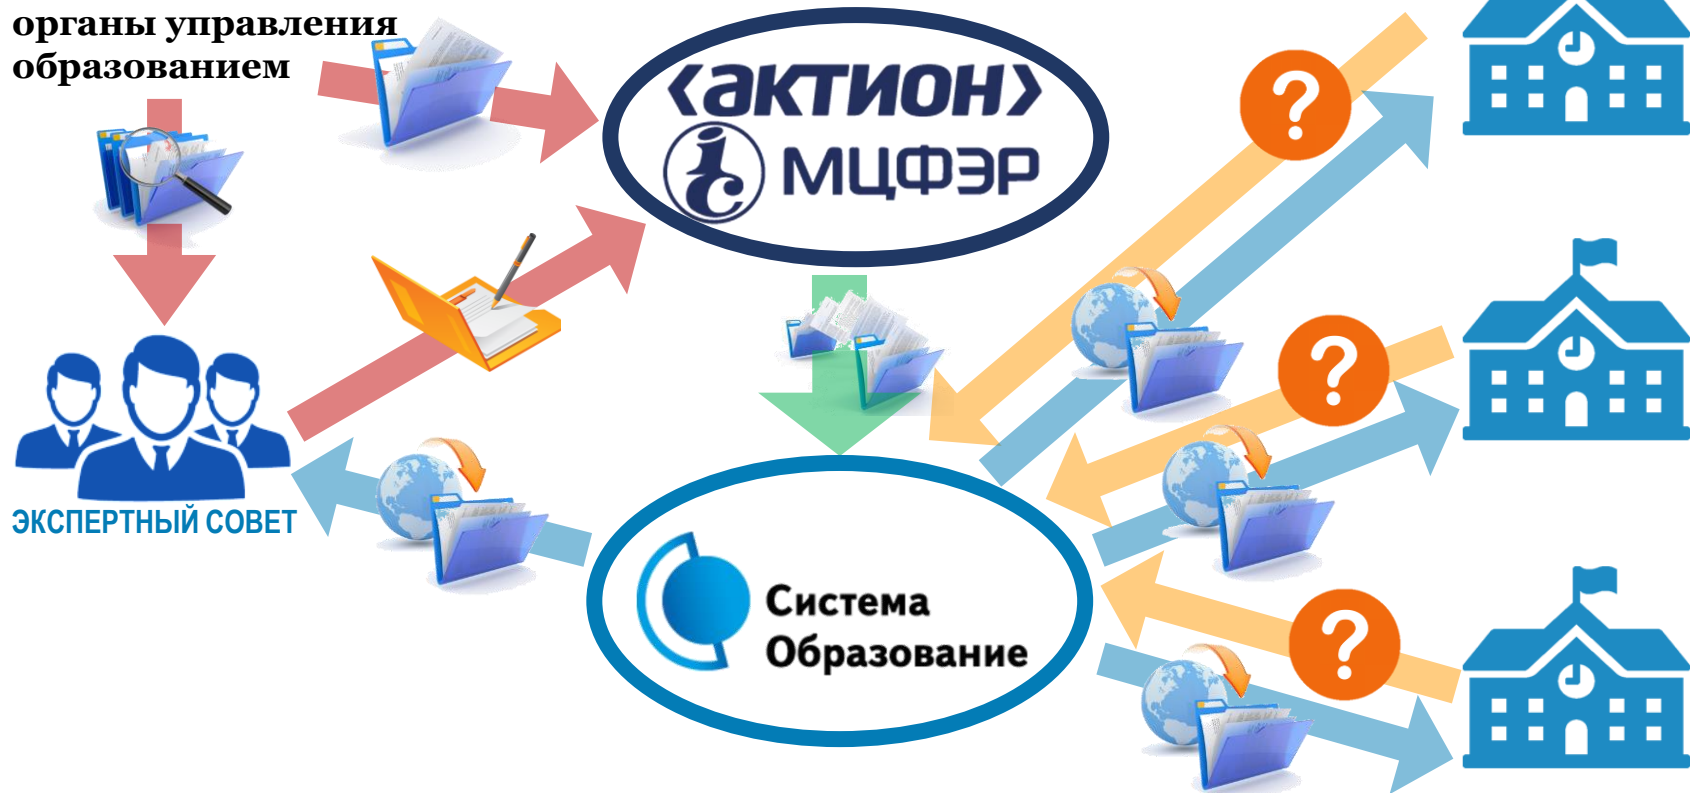 органы управления
образованием
‹актион›
МЦФЭР
ЭКСПЕРТНЫЙ СОВЕТ
Система
Образование